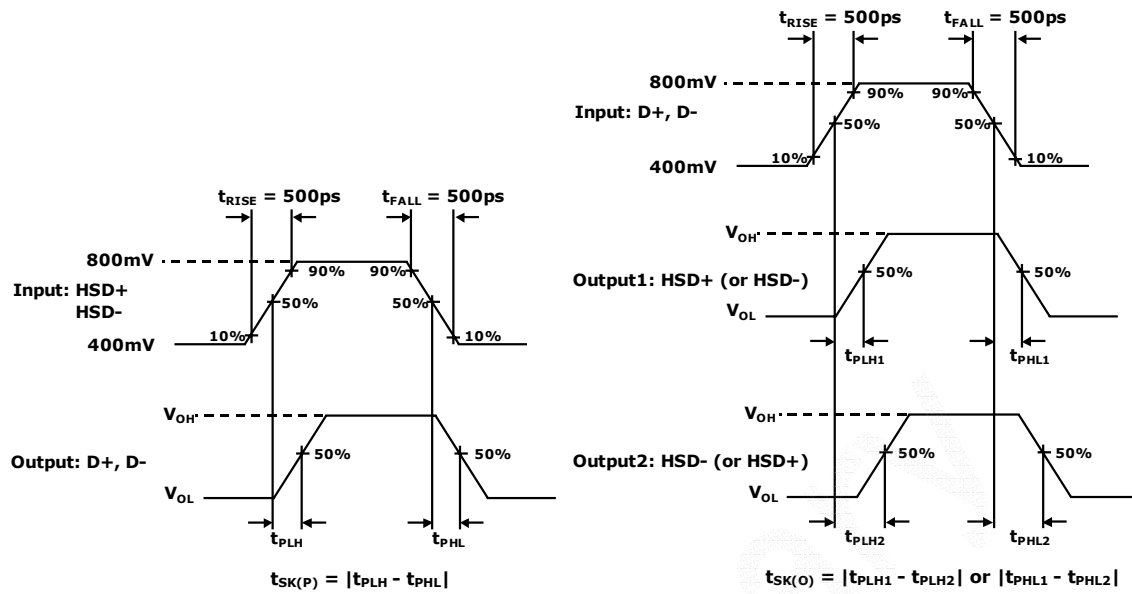 tRISE = 500ps
tFALL = 500ps
800mV
90%
90%
Input: HSD+
HSD-
50%
50%
10%
10%
400mV
VOH
Output: D+, D-
50%
50%
VOL
tPLH
tPHL
tSK(P) = |tPLH - tPHL|
tRISE = 500ps
tFALL = 500ps
800mV
90%
90%
Input: D+, D-
50%
50%
10%
10%
400mV
VOH
Output1: HSD+ (or HSD-)
50%
50%
VOL
tPLH1
tPHL1
VOH
Output2: HSD- (or HSD+)
50%
50%
VOL
tPLH2
tPHL2
tSK(O) = |tPLH1 - tPLH2| or |tPHL1 - tPHL2|